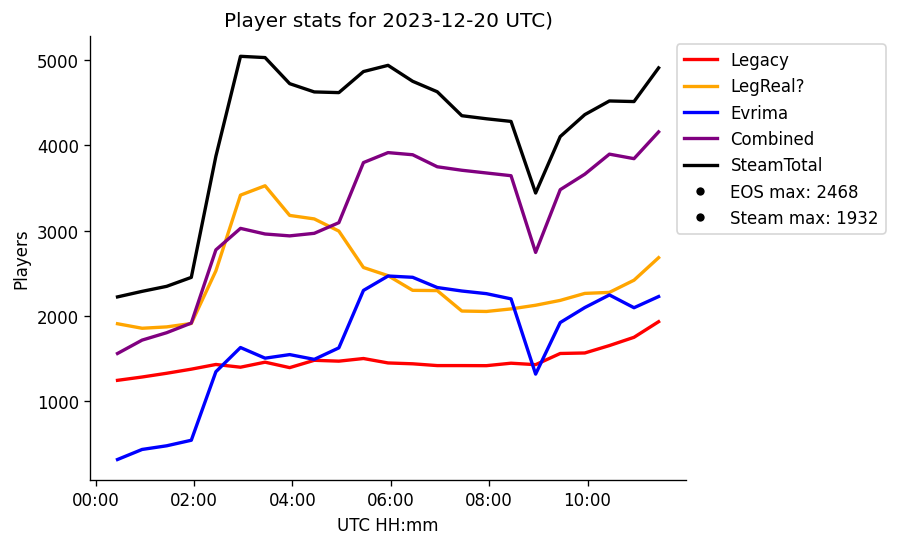 Player stats for 2023-12-20 UTC)
Legacy
LegReal?
Evrima
Combined
SteamTotal
EOS max: 2468
Steam max: 1932
Players
5000
4000
3000
2000
1000
00:00 02:00 04:00 06:00 08:00 10:00
UTC HH:mm